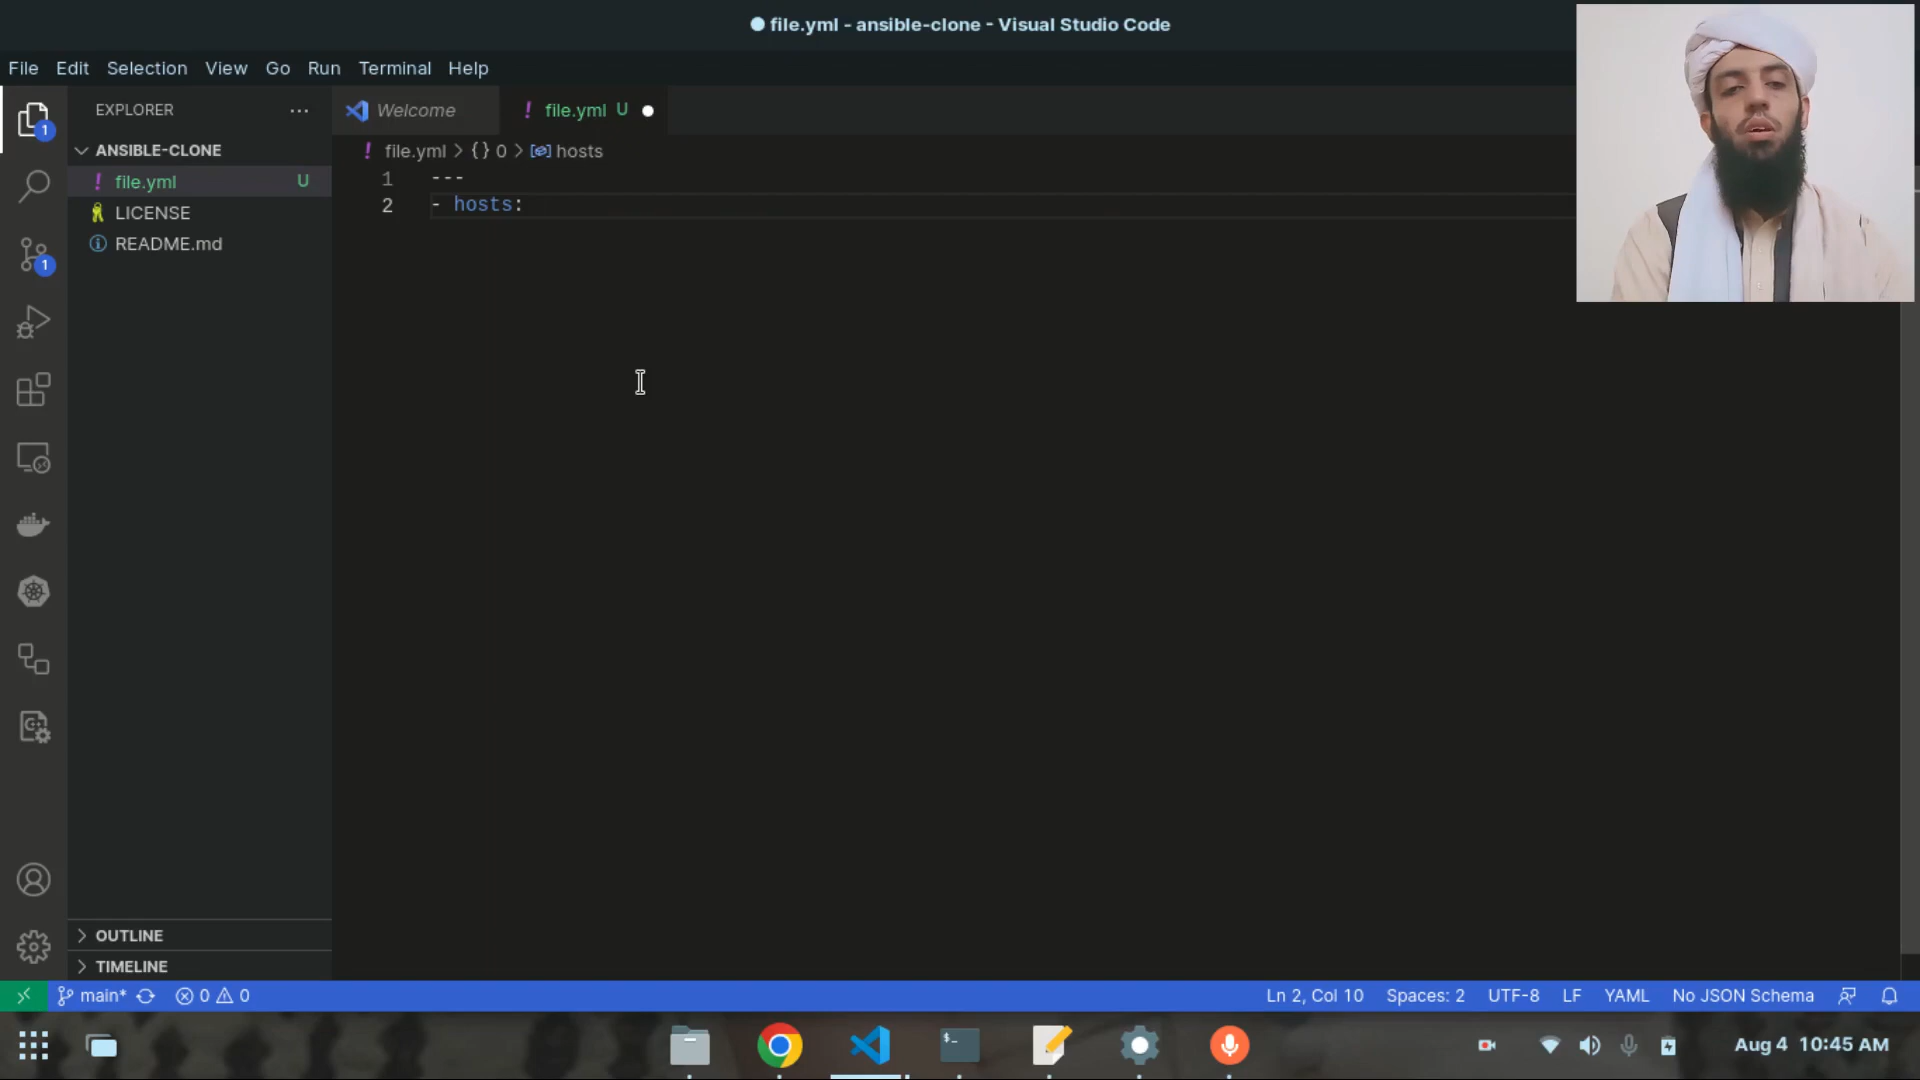 file.yml - ansible-clone - Visual Studio Code
File Edit Selection View Go Run Terminal Help
EXPLORER
Welcome
file.yml U
ANSIBLE-CLONE
file.yml > {} 0 > hosts
file.yml U
1 ---
2 - hosts:
LICENSE
README.md
1
1
OUTLINE
TIMELINE
main* 0 0 Ln 2, Col 10 Spaces: 2 UTF-8 LF YAML No JSON Schema
$_
Aug 4 10:45 AM